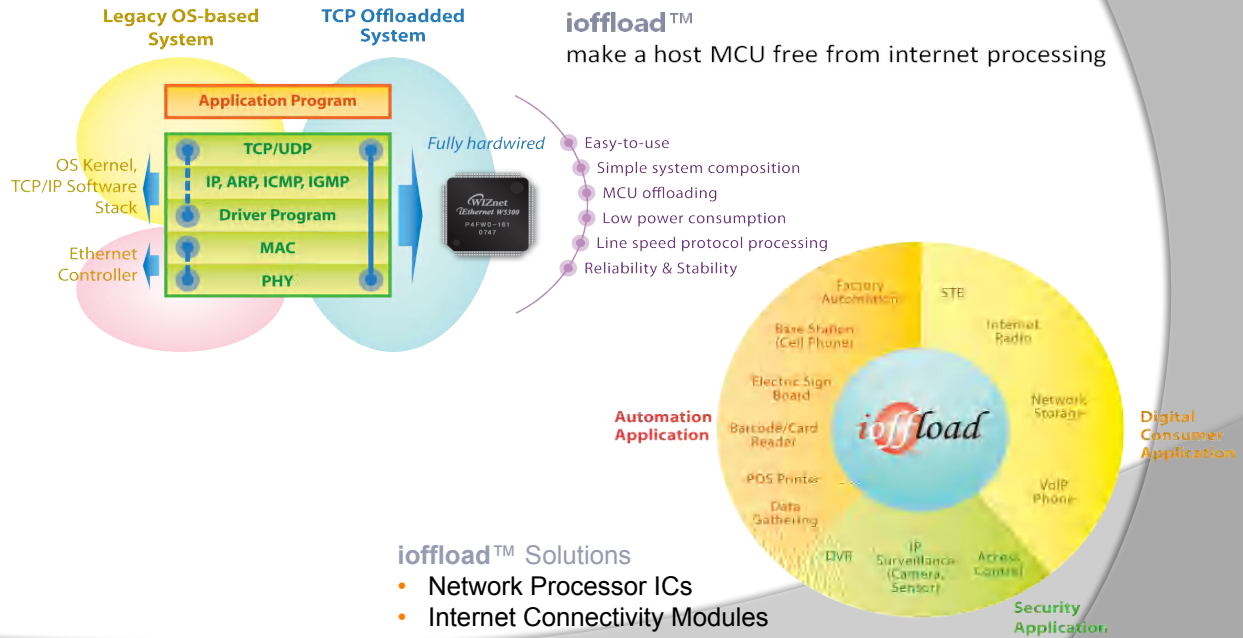 Legacy OS-based
System
TCP Offloadded
System
ioffload™
make a host MCU free from internet processing
Application Program
TCP/UDP
IP, ARP, ICMP, IGMP
Driver Program
MAC
PHY
OS Kernel,
TCP/IP Software
Stack
Ethernet
Controller
Fully hardwired
WIZnet
iEthernet W5300
P4FW0-161
0747
Easy-to-use
Simple system composition
MCU offloading
Low power consumption
Line speed protocol processing
Reliability & Stability
Factory
Automation
Base Station
(Cell Phone)
Electric Sign
Board
Barcode/Card
Reader
POS Printer
Data
Gathering
STB
Internet
Radio
Network
Storage
VoIP
Phone
DVR
IP
Surveillance
(Camera,
Sensor)
Access
Control
ioffload
Automation
Application
Digital
Consumer
Application
Security
Application
ioffload™ Solutions
• Network Processor ICs
• Internet Connectivity Modules